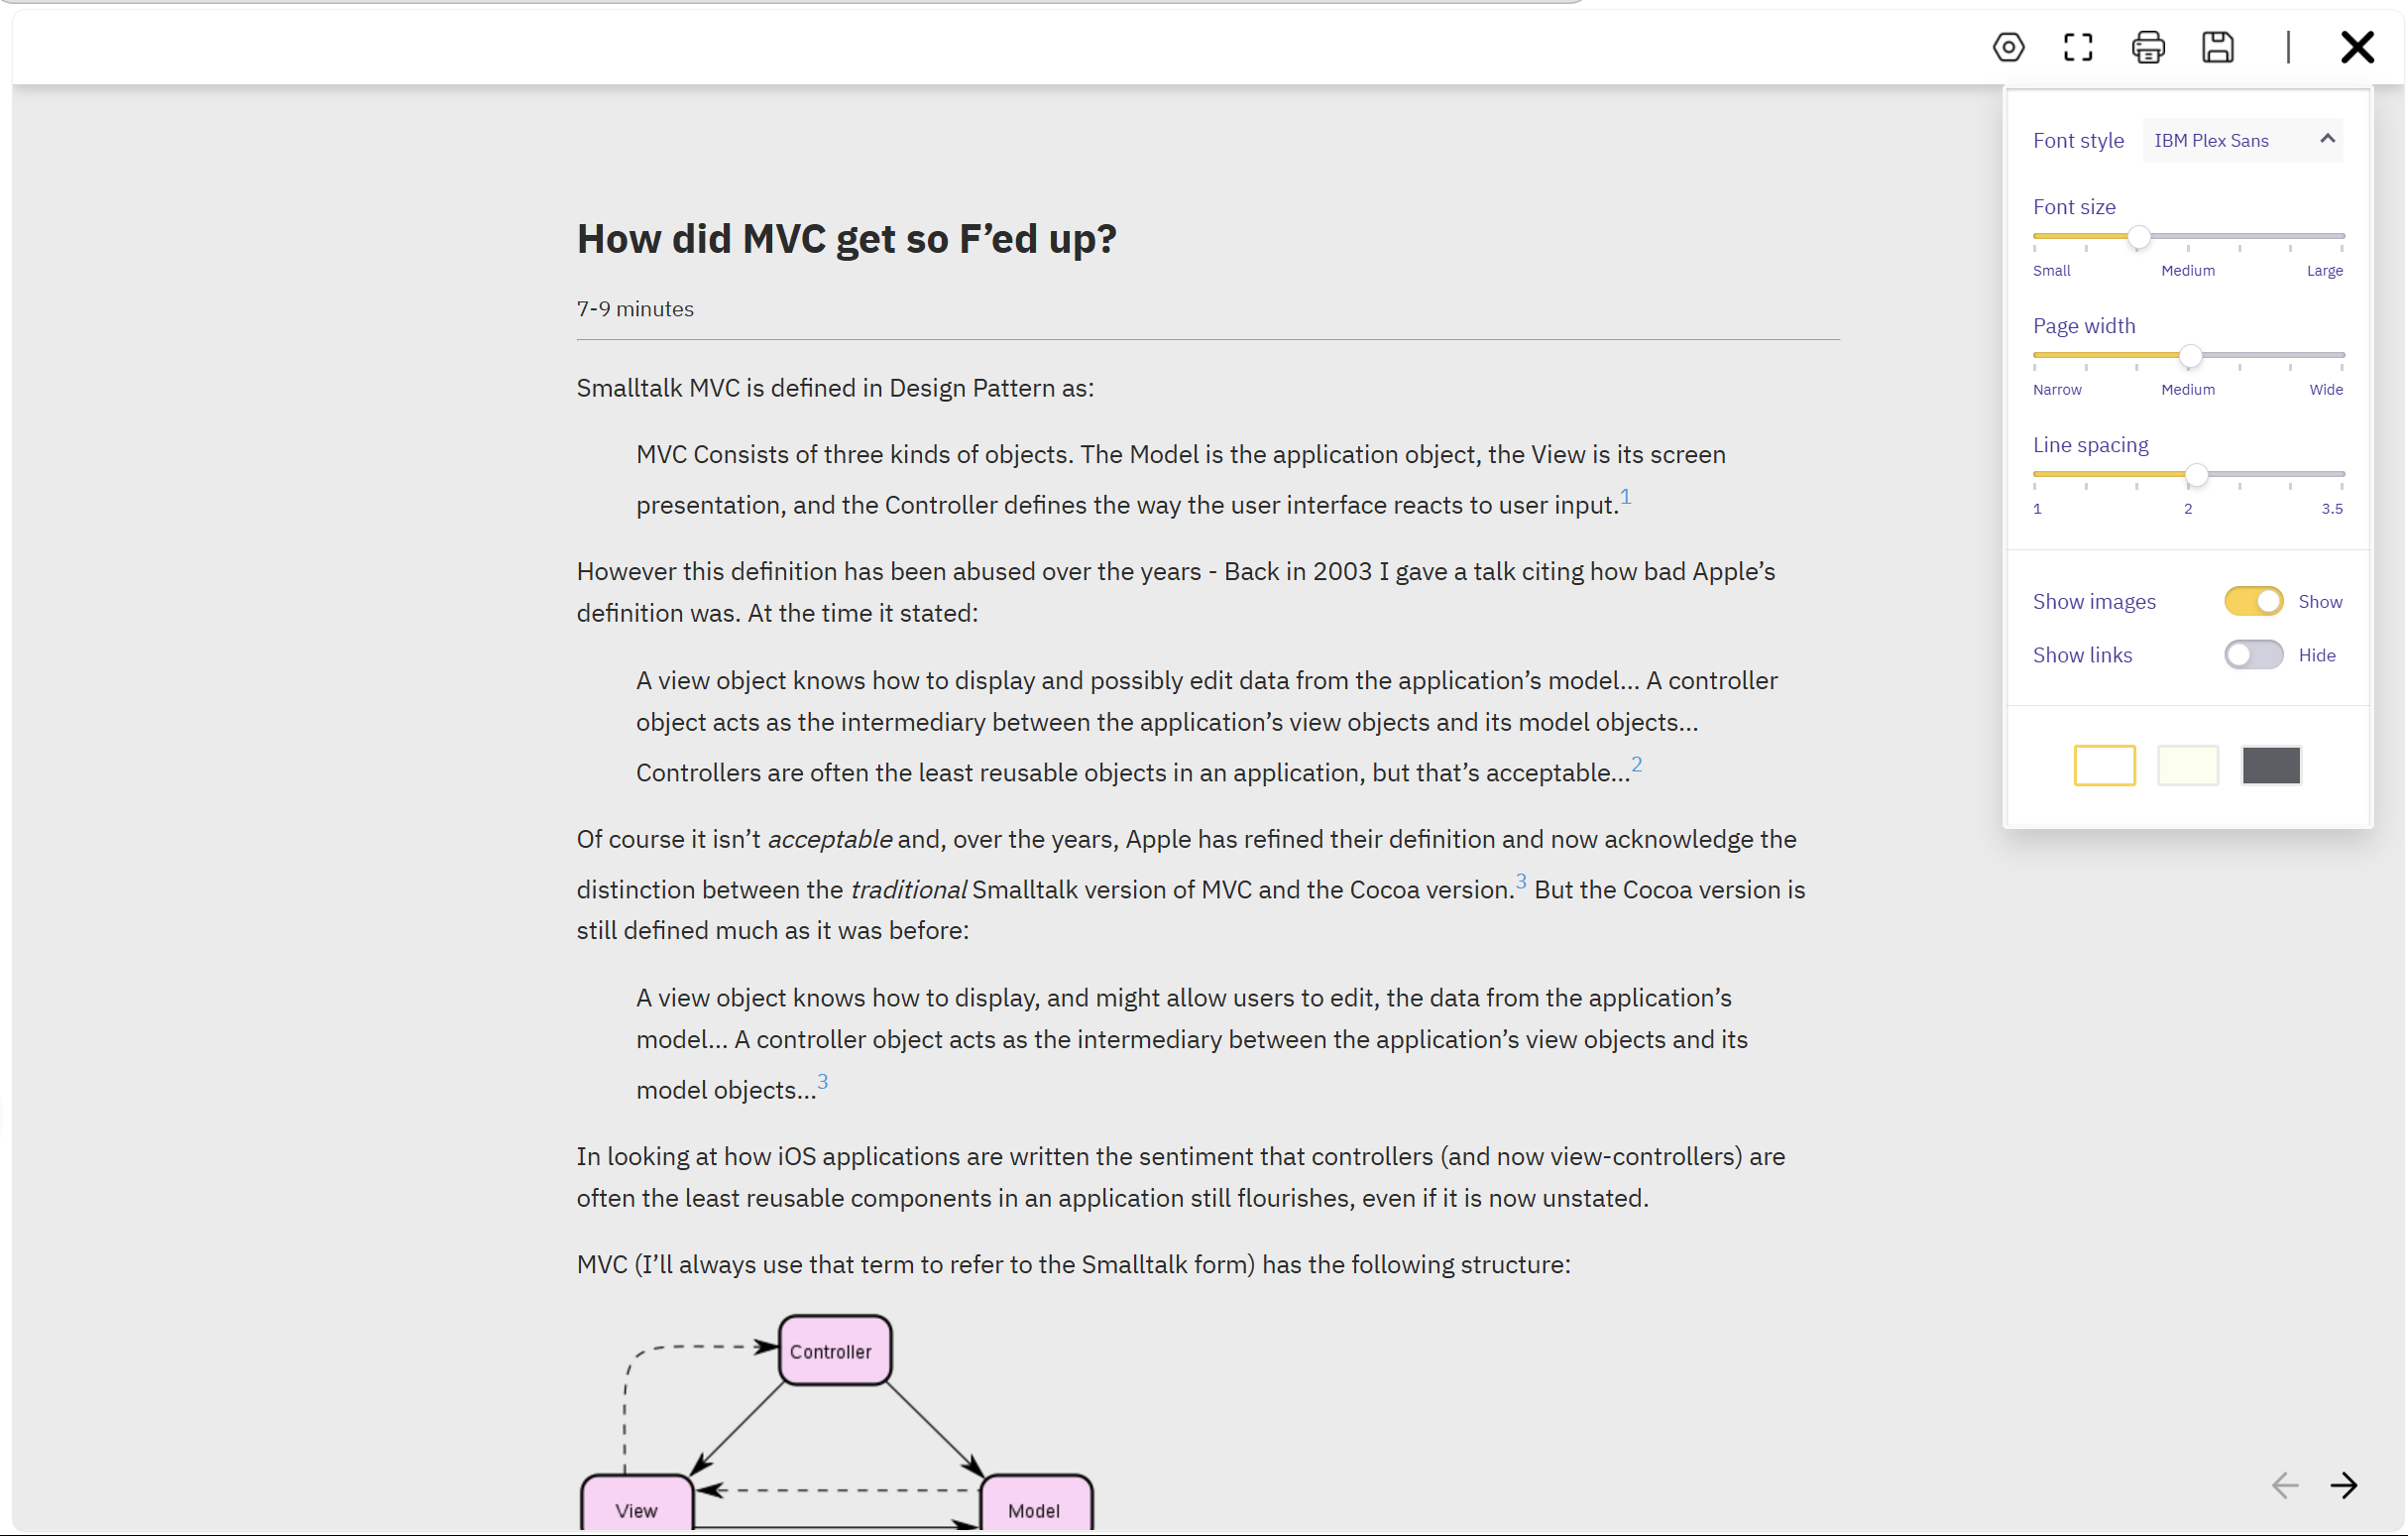 Font style IBM Plex Sans
Font size
Small Medium Large
Page width
Narrow Medium Wide
Line spacing
1 2 3.5
Show images Show
Show links Hide
How did MVC get so F’ed up?
7-9 minutes
Smalltalk MVC is defined in Design Pattern as:
MVC Consists of three kinds of objects. The Model is the application object, the View is its screen
presentation, and the Controller defines the way the user interface reacts to user input.1
However this definition has been abused over the years - Back in 2003 I gave a talk citing how bad Apple’s
definition was. At the time it stated:
A view object knows how to display and possibly edit data from the application’s model… A controller
object acts as the intermediary between the application’s view objects and its model objects…
Controllers are often the least reusable objects in an application, but that’s acceptable…2
Of course it isn’t acceptable and, over the years, Apple has refined their definition and now acknowledge the
distinction between the traditional Smalltalk version of MVC and the Cocoa version.3 But the Cocoa version is
still defined much as it was before:
A view object knows how to display, and might allow users to edit, the data from the application’s
model… A controller object acts as the intermediary between the application’s view objects and its
model objects…3
In looking at how iOS applications are written the sentiment that controllers (and now view-controllers) are
often the least reusable components in an application still flourishes, even if it is now unstated.
MVC (I’ll always use that term to refer to the Smalltalk form) has the following structure:
Controller
View Model